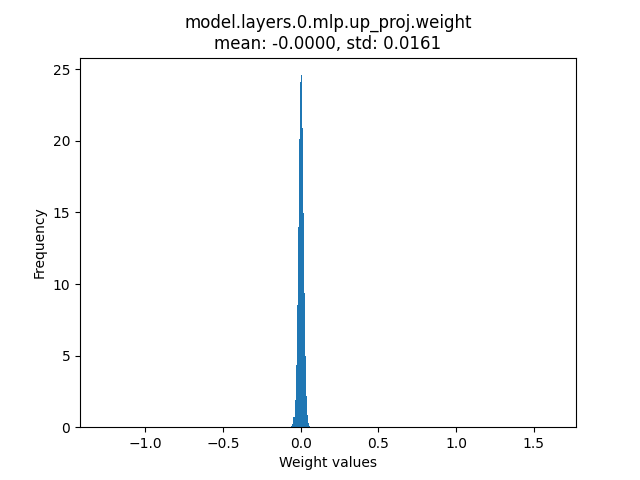 model.layers.0.mlp.up_proj.weight
mean: -0.0000, std: 0.0161
25
20
15
10
5
0
Frequency
−1.0 −0.5 0.0 0.5 1.0 1.5
Weight values